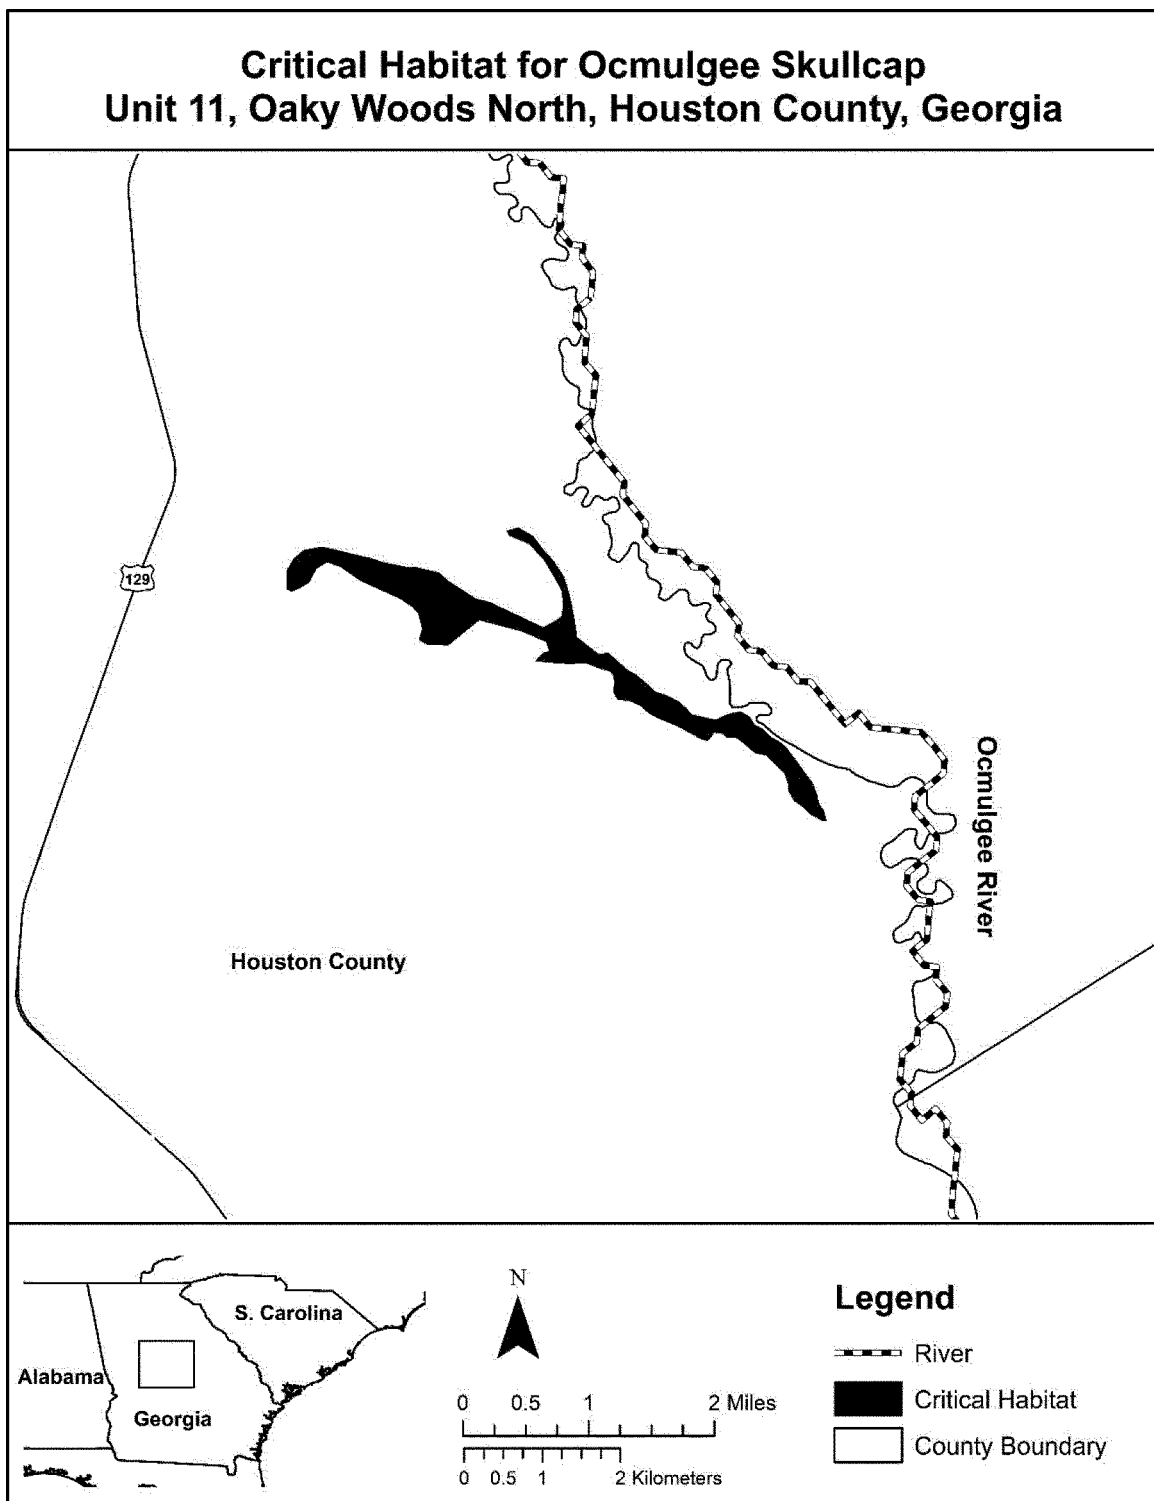 Critical Habitat for Ocmulgee Skullcap
Unit 11, Oaky Woods North, Houston County, Georgia
129
Ocmulgee River
Houston County
S. Carolina
Alabama
Georgia
N
0 0.5 1 2 Miles
0 0.5 1 2 Kilometers
Legend
River
Critical Habitat
County Boundary